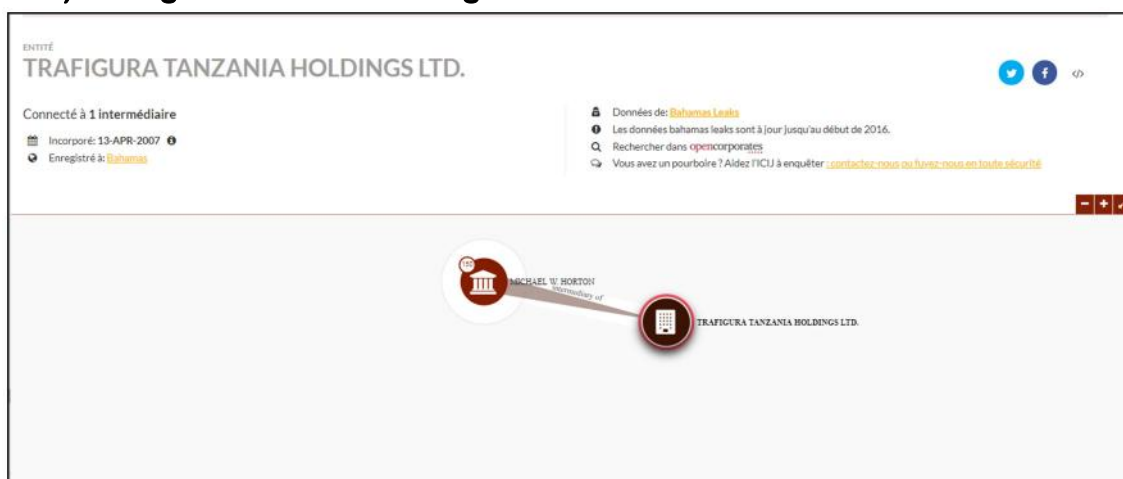 ENTITÉ
TRAFIGURA TANZANIA HOLDINGS LTD.
Connecté à 1 intermédiaire
Incorporé: 13-APR-2007
Enregistré à: Bahamas
Données de: Bahamas Leaks
Les données bahamas leaks sont à jour jusqu'au début de 2016.
Rechercher dans opencorporates
Vous avez un pourboire ? Aidez l'ICIJ à enquêter : contactez-nous ou fuyez-nous en toute sécurité
MICHAEL W. HORTON
intermediary of
TRAFIGURA TANZANIA HOLDINGS LTD.